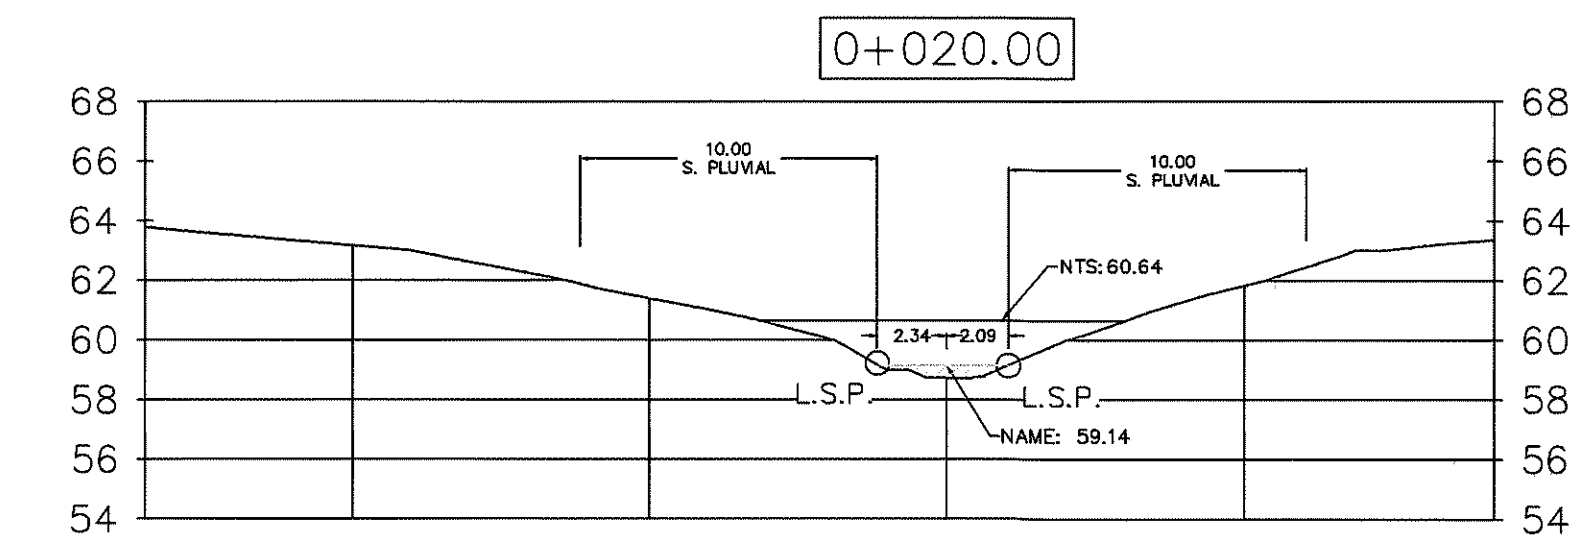 0+020.00
68 68
10.00 10.00
S. PLUVIAL S. PLUVIAL
66 66
64 64
NTS: 60.64
62 62
2.34 2.09
60 60
L.S.P. L.S.P.
58 58
NAME: 59.14
56 56
54 54